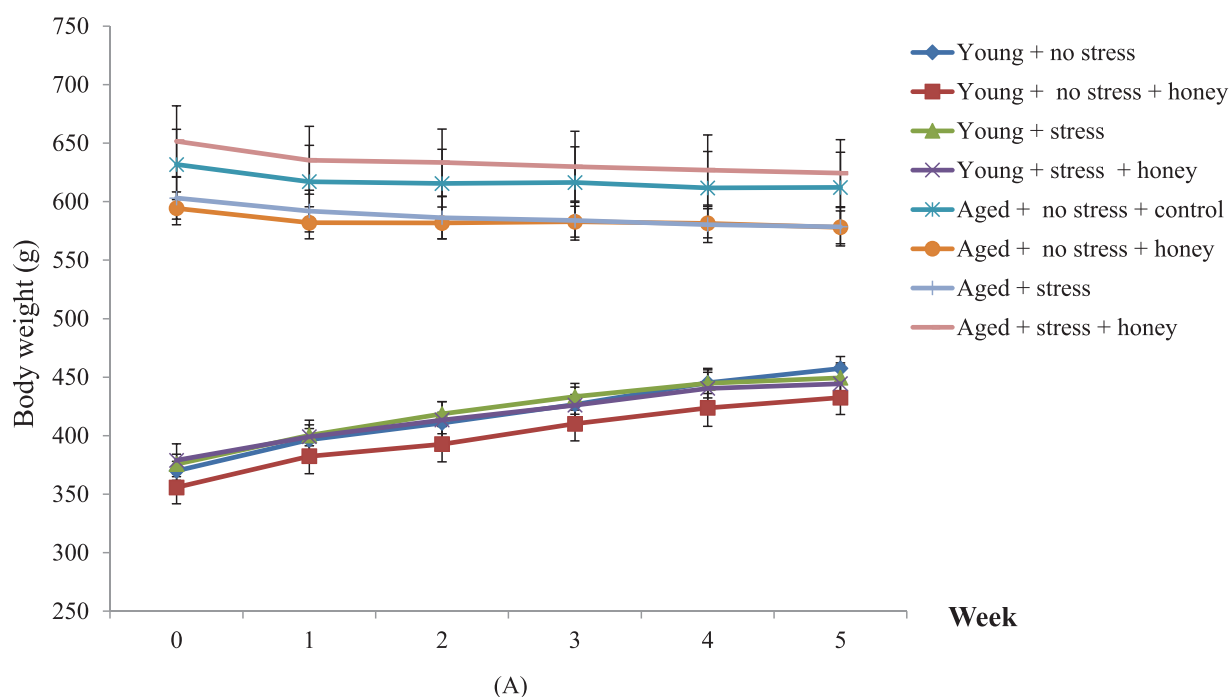 750
700
650
600
550
500
450
400
350
300
250
Body weight (g)
0 1 2 3 4 5
Week
(A)
Young + no stress
Young + no stress + honey
Young + stress
Young + stress + honey
Aged + no stress + control
Aged + no stress + honey
Aged + stress
Aged + stress + honey